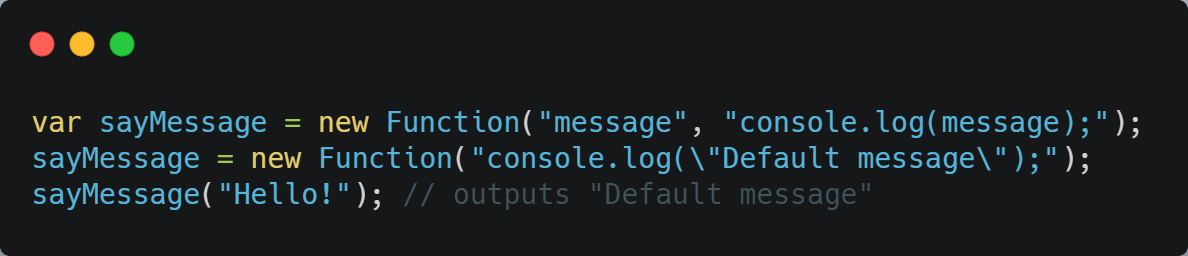 var sayMessage = new Function("message", "console.log(message);");
sayMessage = new Function("console.log(\"Default message\");");
sayMessage("Hello!"); // outputs "Default message"